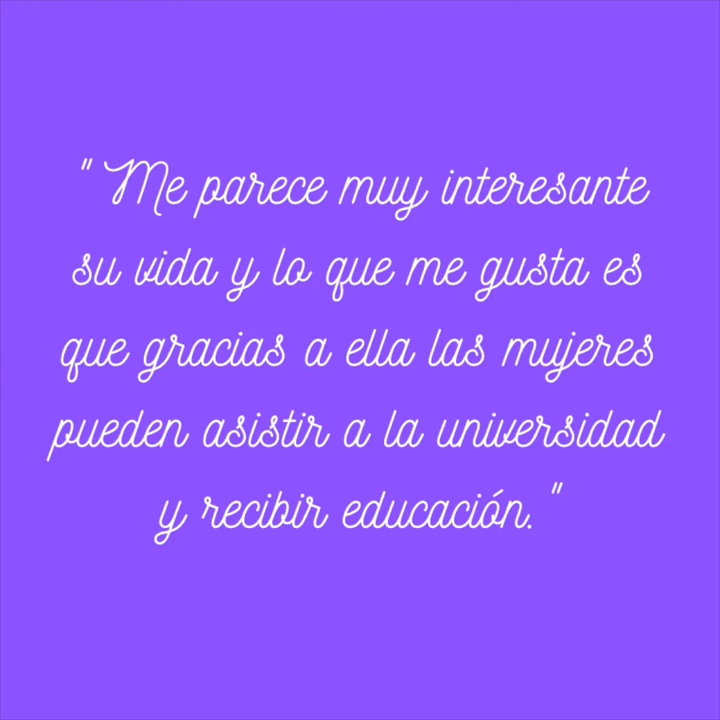 "Me parece muy interesante
su vida y lo que me gusta es
que gracias a ella las mujeres
pueden asistir a la universidad
y recibir educación."